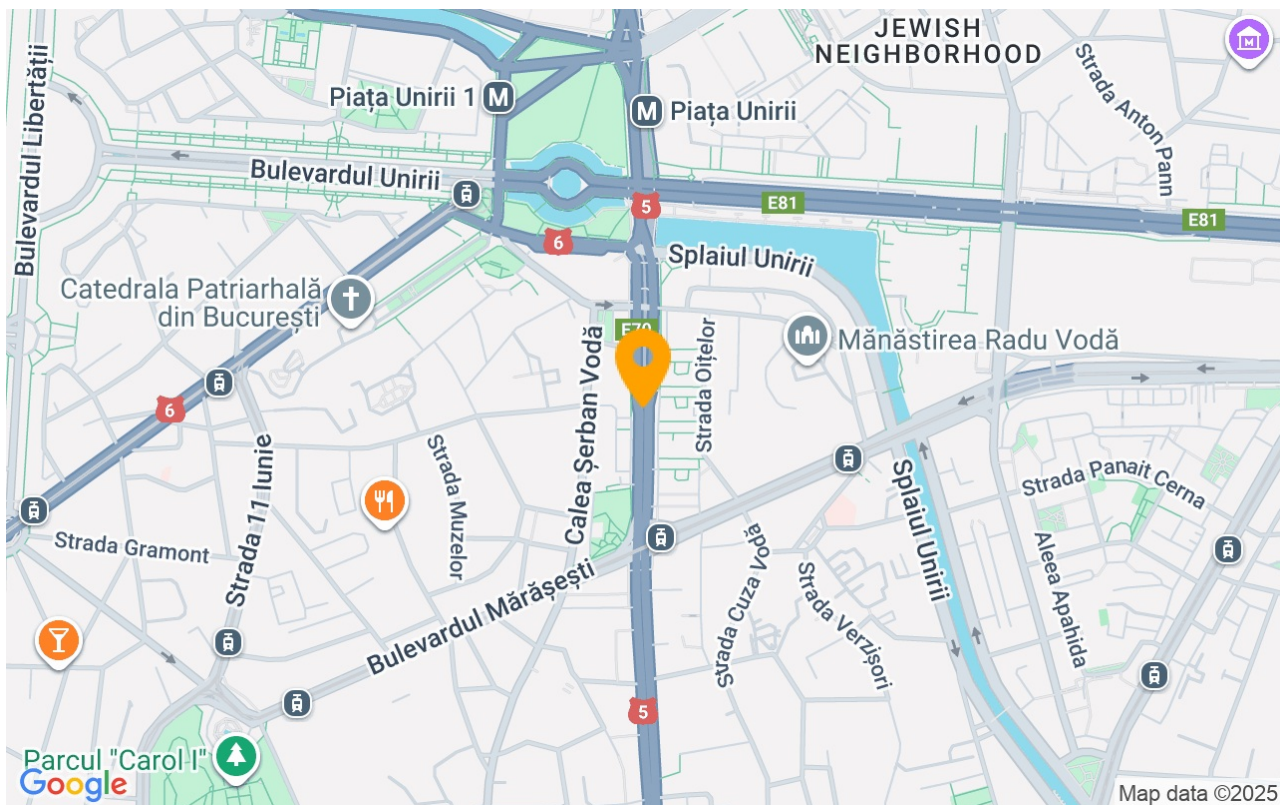 JEWISH
NEIGHBORHOOD
Piața Unirii 1
M
M
Piața Unirii
Strada Anton Pann
Bulevardul Libertății
Bulevardul Unirii
5
E81
E81
6
Splaiul Unirii
Catedrala Patriarhală
din București
E70
Mănăstirea Radu Vodă
Calea Șerban Vodă
Strada Oițelor
6
Strada 11 Iunie
Strada Muzelor
Strada Panait Cerna
Splaiul Unirii
Strada Gramont
Aleea Apahida
Strada Cuza Vodă
Strada Verzișori
Bulevardul Mărășești
5
Parcul "Carol I"
Google
Map data ©2025